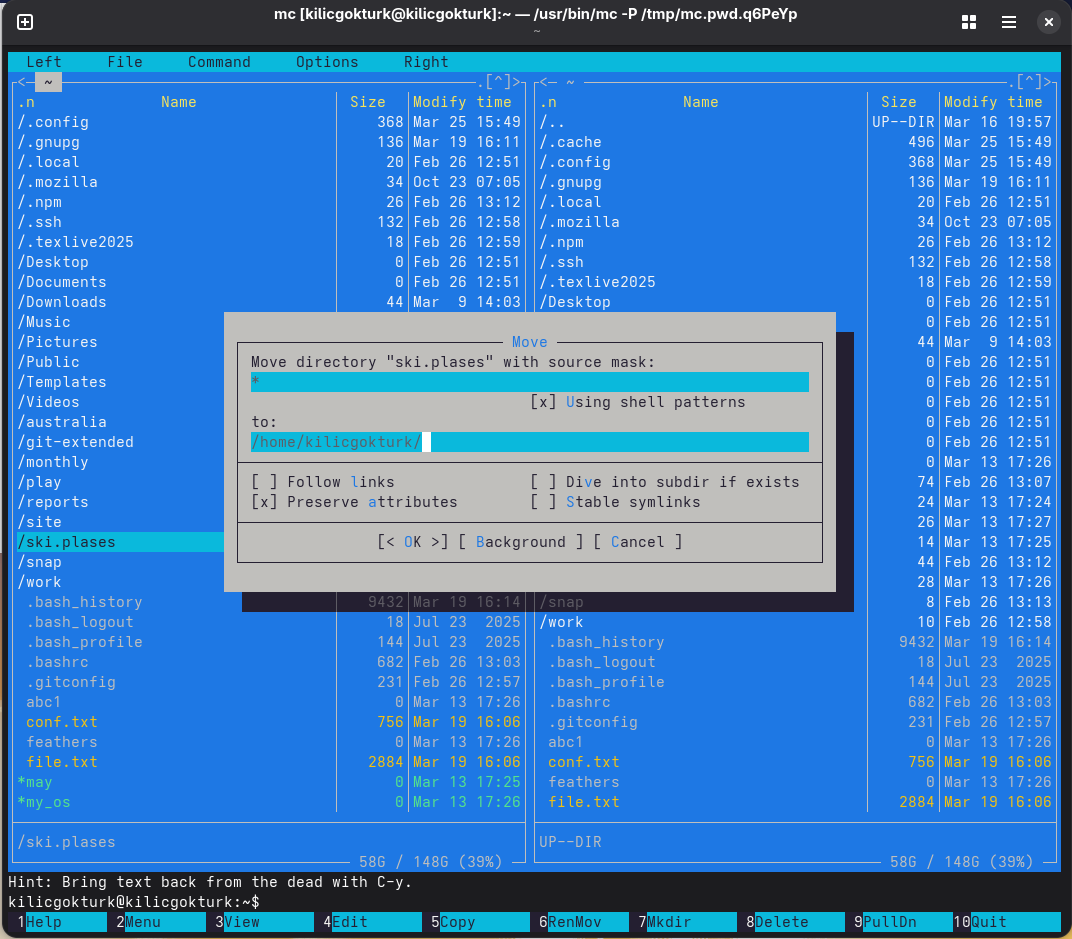 mc [kilicgokturk@kilicgokturk]:~ — /usr/bin/mc -P /tmp/mc.pwd.q6PeYp
~
Left File Command Options Right
<─ ~ ─.[^]>  <─ ~ ─.[^]>
.n Name Size Modify time .n Name Size Modify time
/.config 368 Mar 25 15:49 /.. UP--DIR Mar 16 19:57
/.gnupg 136 Mar 19 16:11 /.cache 496 Mar 25 15:49
/.local 20 Feb 26 12:51 /.config 368 Mar 25 15:49
/.mozilla 34 Oct 23 07:05 /.gnupg 136 Mar 19 16:11
/.npm 26 Feb 26 13:12 /.local 20 Feb 26 12:51
/.ssh 132 Feb 26 12:58 /.mozilla 34 Oct 23 07:05
/.texlive2025 18 Feb 26 12:59 /.npm 26 Feb 26 13:12
/Desktop 0 Feb 26 12:51 /.ssh 132 Feb 26 12:58
/Documents 0 Feb 26 12:51 /.texlive2025 18 Feb 26 12:59
/Downloads 44 Mar 9 14:03 /Desktop 0 Feb 26 12:51
/Music 0 Feb 26 12:51
/Pictures Move 44 Mar 9 14:03
/Public Move directory "ski.plases" with source mask: 0 Feb 26 12:51
/Templates * 0 Feb 26 12:51
/Videos [x] Using shell patterns 0 Feb 26 12:51
/australia to: 0 Feb 26 12:51
/git-extended /home/kilicgokturk/ 0 Feb 26 12:51
/monthly 0 Mar 13 17:26
/play [ ] Follow links [ ] Dive into subdir if exists 74 Feb 26 13:07
/reports [x] Preserve attributes [ ] Stable symlinks 24 Mar 13 17:24
/site 26 Mar 13 17:27
/ski.plases [< OK >] [ Background ] [ Cancel ] 14 Mar 13 17:25
/snap 44 Feb 26 13:12
/work 28 Mar 13 17:26
.bash_history 9432 Mar 19 16:14 /snap 8 Feb 26 13:13
.bash_logout 18 Jul 23 2025 /work 10 Feb 26 12:58
.bash_profile 144 Jul 23 2025 .bash_history 9432 Mar 19 16:14
.bashrc 682 Feb 26 13:03 .bash_logout 18 Jul 23 2025
.gitconfig 231 Feb 26 12:57 .bash_profile 144 Jul 23 2025
abc1 0 Mar 13 17:26 .bashrc 682 Feb 26 13:03
conf.txt 756 Mar 19 16:06 .gitconfig 231 Feb 26 12:57
feathers 0 Mar 13 17:26 abc1 0 Mar 13 17:26
file.txt 2884 Mar 19 16:06 conf.txt 756 Mar 19 16:06
*may 0 Mar 13 17:25 feathers 0 Mar 13 17:26
*my_os 0 Mar 13 17:26 file.txt 2884 Mar 19 16:06
/ski.plases UP--DIR
58G / 148G (39%) 58G / 148G (39%)
Hint: Bring text back from the dead with C-y.
kilicgokturk@kilicgokturk:~$
1Help 2Menu 3View 4Edit 5Copy 6RenMov 7Mkdir 8Delete 9PullDn 10Quit